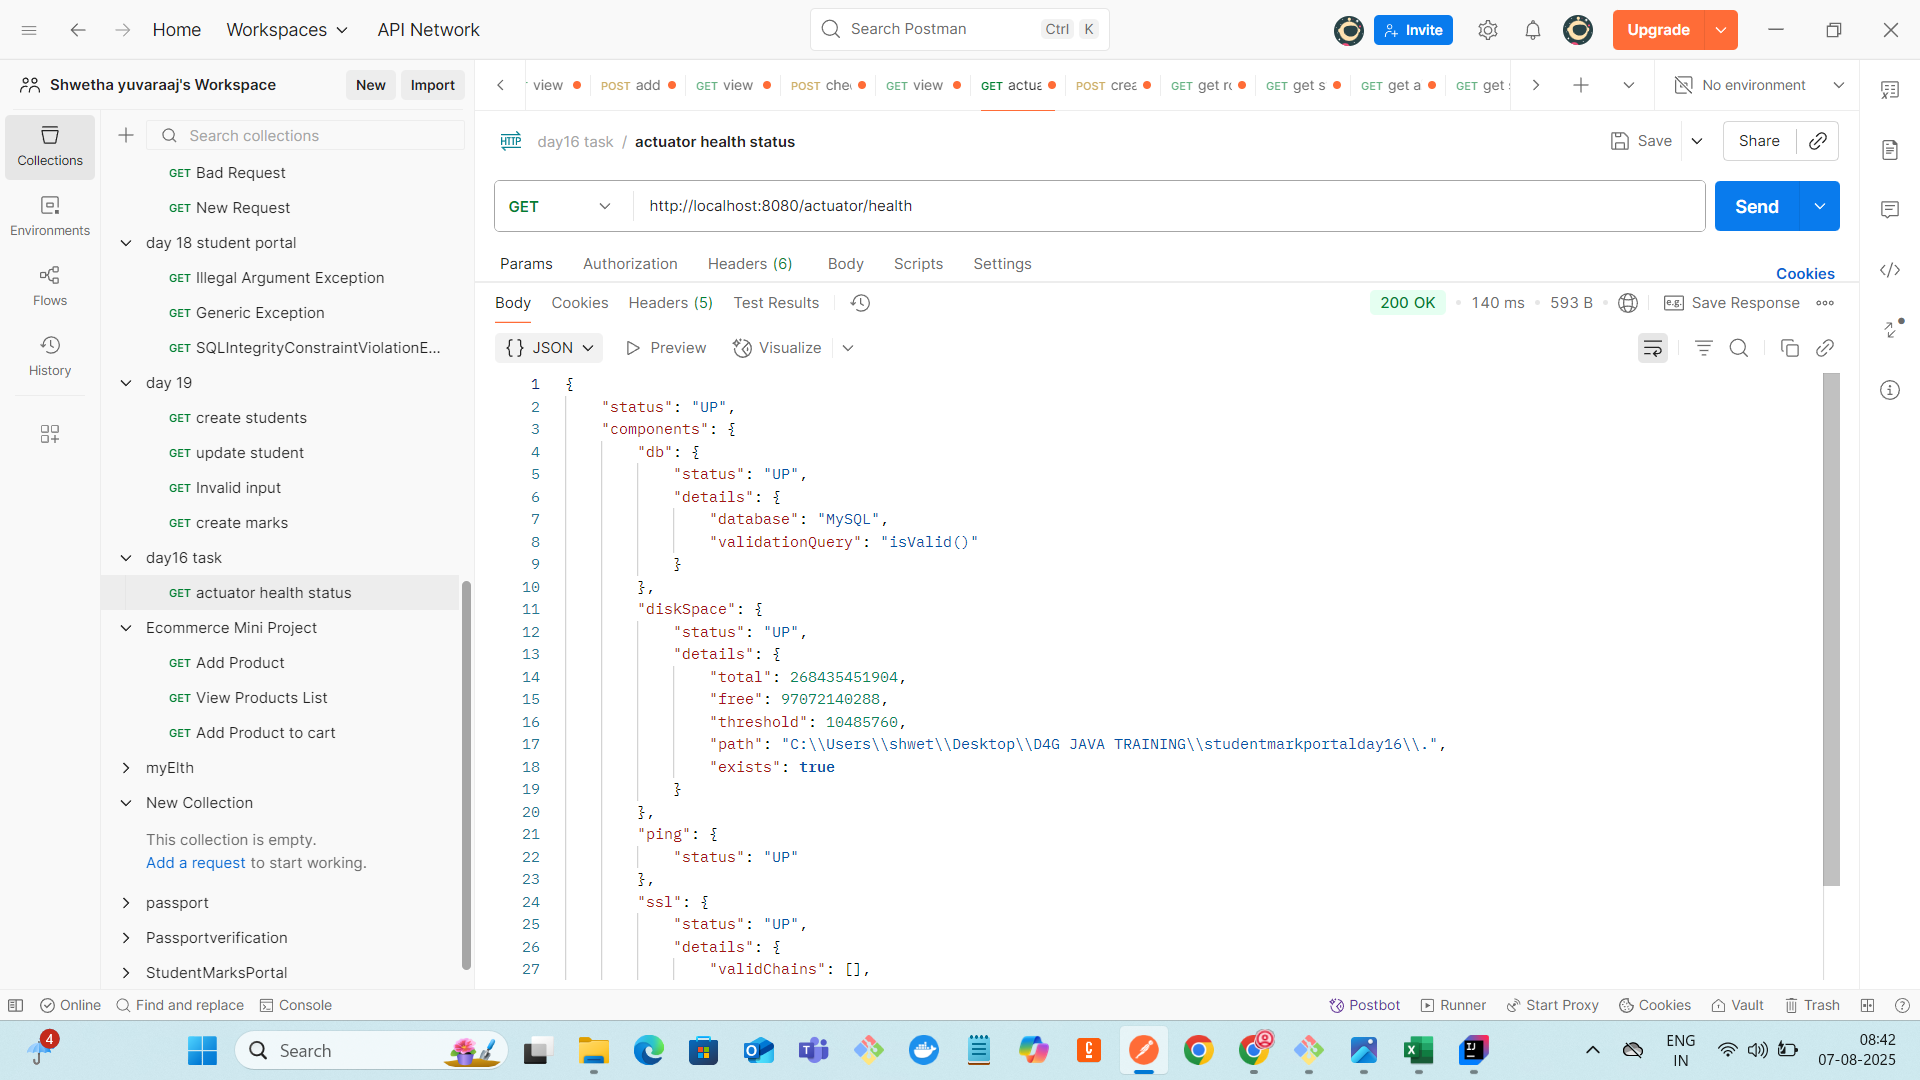 Home
Workspaces
API Network
Search Postman
Ctrl
K
Invite
Upgrade
Shwetha yuvaraaj's Workspace
New
Import
view
POST add
GET view
POST che
GET view
GET actua
POST crea
GET get ro
GET get s
GET get a
GET get
No environment
Collections
Environments
Flows
History
Search collections
GET Bad Request
GET New Request
day 18 student portal
GET Illegal Argument Exception
GET Generic Exception
GET SQLIntegrityConstraintViolationE...
day 19
GET create students
GET update student
GET Invalid input
GET create marks
day16 task
GET actuator health status
Ecommerce Mini Project
GET Add Product
GET View Products List
GET Add Product to cart
myElth
New Collection
This collection is empty.
Add a request to start working.
passport
Passportverification
StudentMarksPortal
HTTP day16 task / actuator health status
Save
Share
GET
http://localhost:8080/actuator/health
Send
Params Authorization Headers (6) Body Scripts Settings
Cookies
Body Cookies Headers (5) Test Results
200 OK • 140 ms • 593 B
e.g. Save Response
{} JSON
Preview
Visualize
1 {
2 "status": "UP",
3 "components": {
4 "db": {
5 "status": "UP",
6 "details": {
7 "database": "MySQL",
8 "validationQuery": "isValid()"
9 }
10 },
11 "diskSpace": {
12 "status": "UP",
13 "details": {
14 "total": 268435451904,
15 "free": 97072140288,
16 "threshold": 10485760,
17 "path": "C:\\Users\\shwet\\Desktop\\D4G JAVA TRAINING\\studentmarkportalday16\\.",
18 "exists": true
19 }
20 },
21 "ping": {
22 "status": "UP"
23 },
24 "ssl": {
25 "status": "UP",
26 "details": {
27 "validChains": [],
Online
Find and replace
Console
Postbot
Runner
Start Proxy
Cookies
Vault
Trash
4
Search
ENG
IN
08:42
07-08-2025